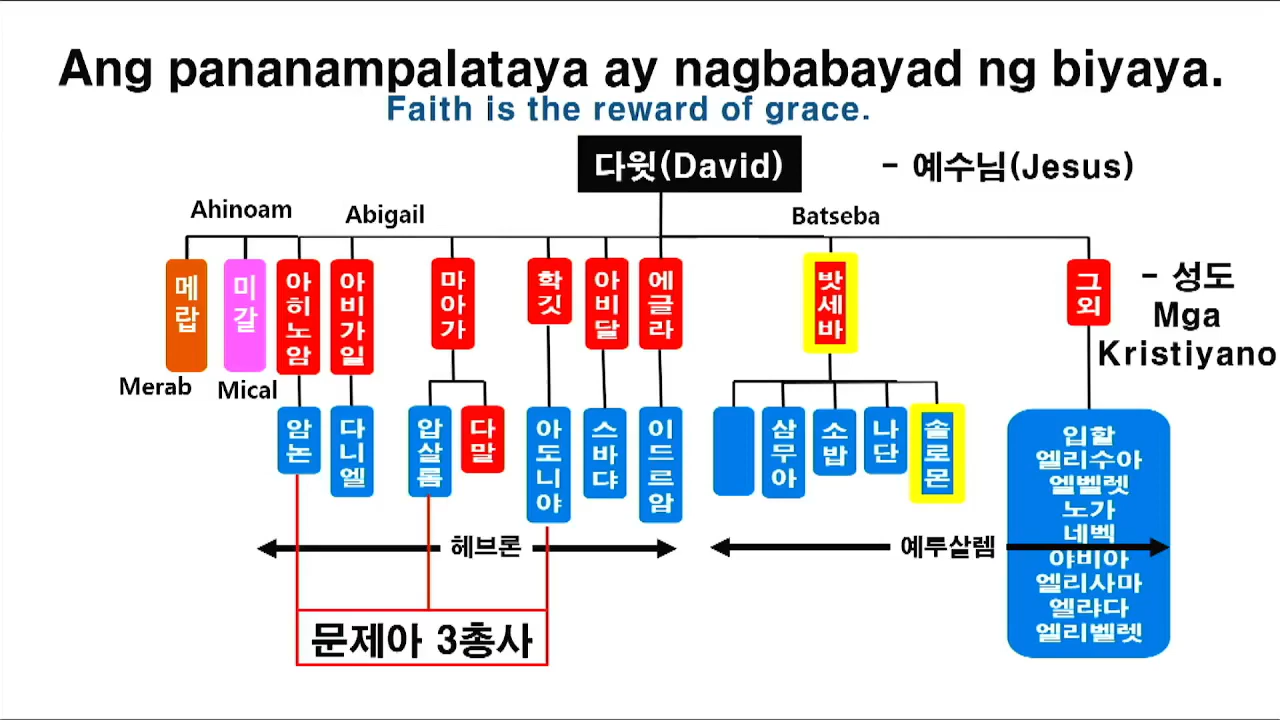 Ang pananampalataya ay nagbabayad ng biyaya.
Faith is the reward of grace.
다윗(David)
- 예수님(Jesus)
Ahinoam
Abigail
Batseba
메랍
미갈
아히노암
아비가일
마아가
학깃
아비달
에글라
밧세바
그외
- 성도
Mga
Kristiyano
Merab
Mical
암논
다니엘
압살롬
다말
아도니야
스바댜
이드르암
삼무아
소밥
나단
솔로몬
입할
엘리수아
엘벨렛
노가
네벡
야비아
엘리사마
엘랴다
엘리벨렛
헤브론
예루살렘
문제아 3총사